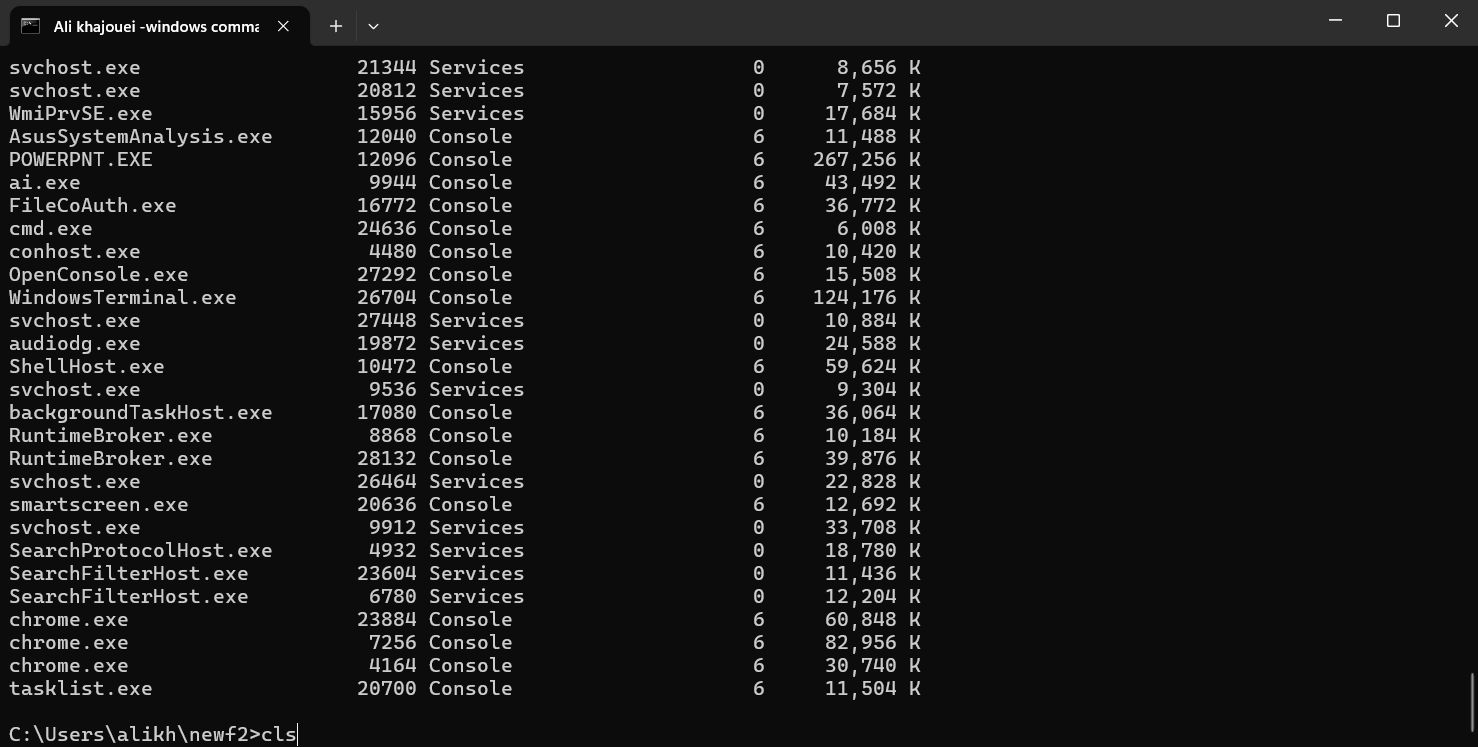 Ali khajouei -windows comma
svchost.exe 21344 Services 0 8,656 K
svchost.exe 20812 Services 0 7,572 K
WmiPrvSE.exe 15956 Services 0 17,684 K
AsusSystemAnalysis.exe 12040 Console 6 11,488 K
POWERPNT.EXE 12096 Console 6 267,256 K
ai.exe 9944 Console 6 43,492 K
FileCoAuth.exe 16772 Console 6 36,772 K
cmd.exe 24636 Console 6 6,008 K
conhost.exe 4480 Console 6 10,420 K
OpenConsole.exe 27292 Console 6 15,508 K
WindowsTerminal.exe 26704 Console 6 124,176 K
svchost.exe 27448 Services 0 10,884 K
audiodg.exe 19872 Services 0 24,588 K
ShellHost.exe 10472 Console 6 59,624 K
svchost.exe 9536 Services 0 9,304 K
backgroundTaskHost.exe 17080 Console 6 36,064 K
RuntimeBroker.exe 8868 Console 6 10,184 K
RuntimeBroker.exe 28132 Console 6 39,876 K
svchost.exe 26464 Services 0 22,828 K
smartscreen.exe 20636 Console 6 12,692 K
svchost.exe 9912 Services 0 33,708 K
SearchProtocolHost.exe 4932 Services 0 18,780 K
SearchFilterHost.exe 23604 Services 0 11,436 K
SearchFilterHost.exe 6780 Services 0 12,204 K
chrome.exe 23884 Console 6 60,848 K
chrome.exe 7256 Console 6 82,956 K
chrome.exe 4164 Console 6 30,740 K
tasklist.exe 20700 Console 6 11,504 K
C:\Users\alikh\newf2>cls